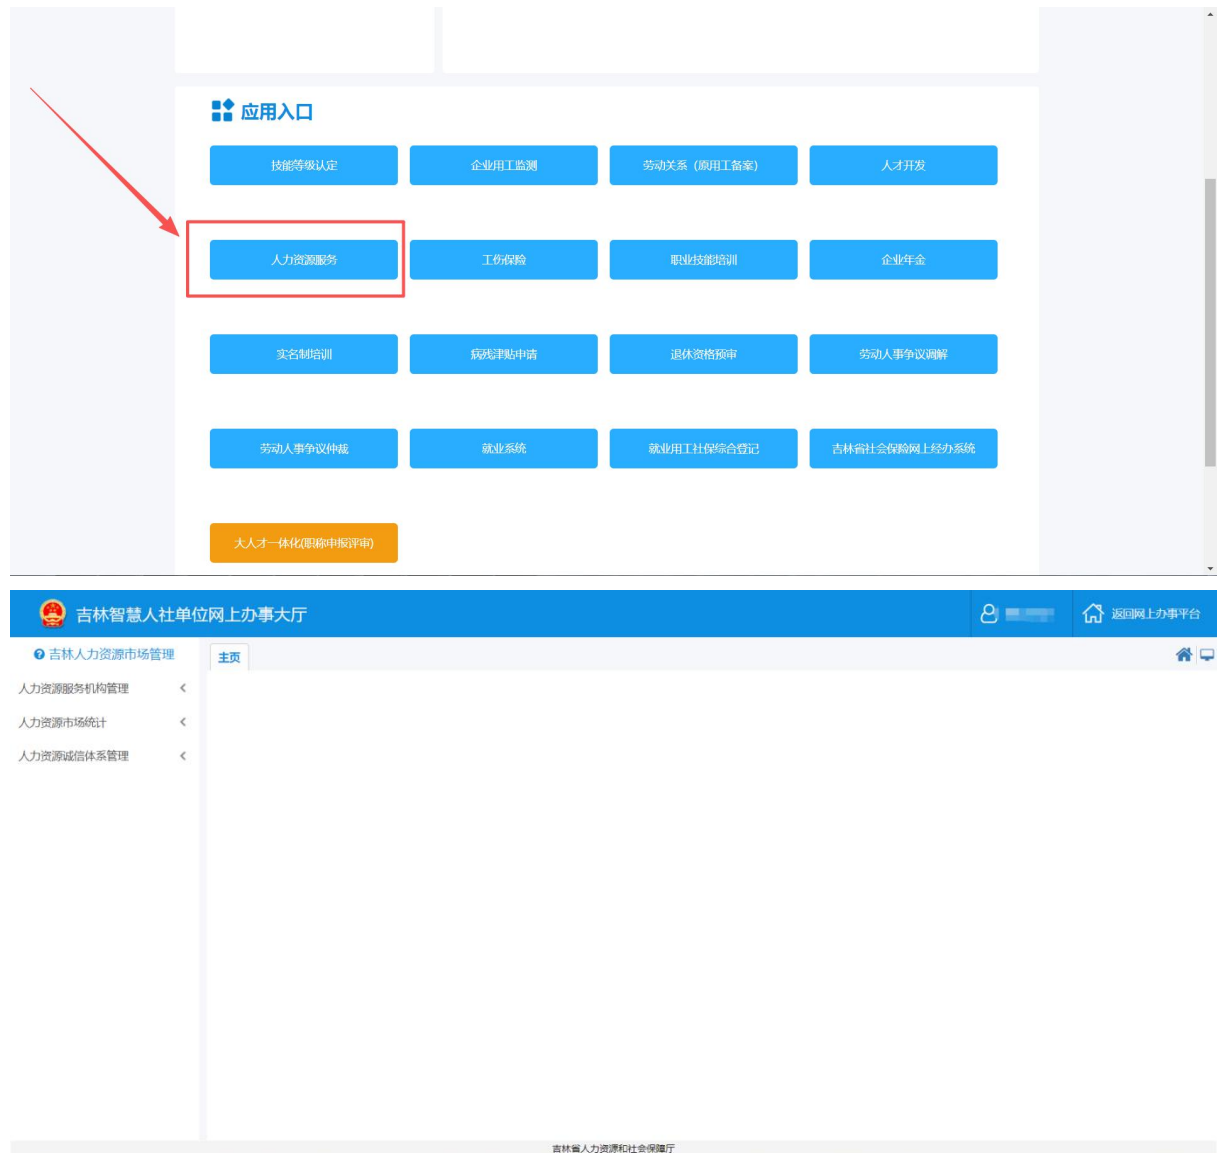 应用入口
技能等级认定 企业用工监测 劳动关系（原用工备案） 人才开发
人力资源服务 工伤保险 职业技能培训 企业年金
实名制培训 病残津贴申请 退休资格预审 劳动人事争议调解
劳动人事争议仲裁 就业系统 就业用工社保综合登记 吉林省社会保险网上经办系统
大人才一体化(职称申报评审)
吉林智慧人社单位网上办事大厅 返回网上办事平台
吉林人力资源市场管理 主页
人力资源服务机构管理
人力资源市场统计
人力资源诚信体系管理
吉林省人力资源和社会保障厅